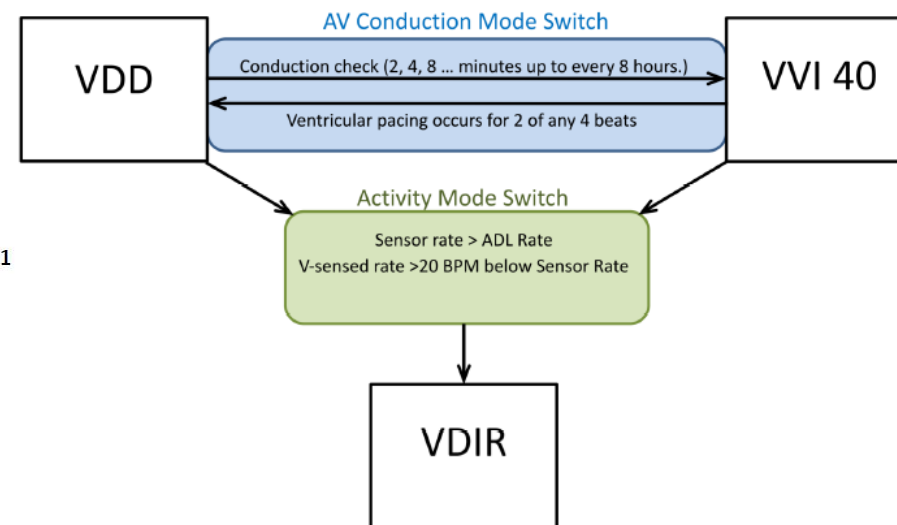 AV Conduction Mode Switch
VDD
Conduction check (2, 4, 8 ... minutes up to every 8 hours.)
VVI 40
Ventricular pacing occurs for 2 of any 4 beats
Activity Mode Switch
Sensor rate > ADL Rate
1
V-sensed rate >20 BPM below Sensor Rate
VDIR